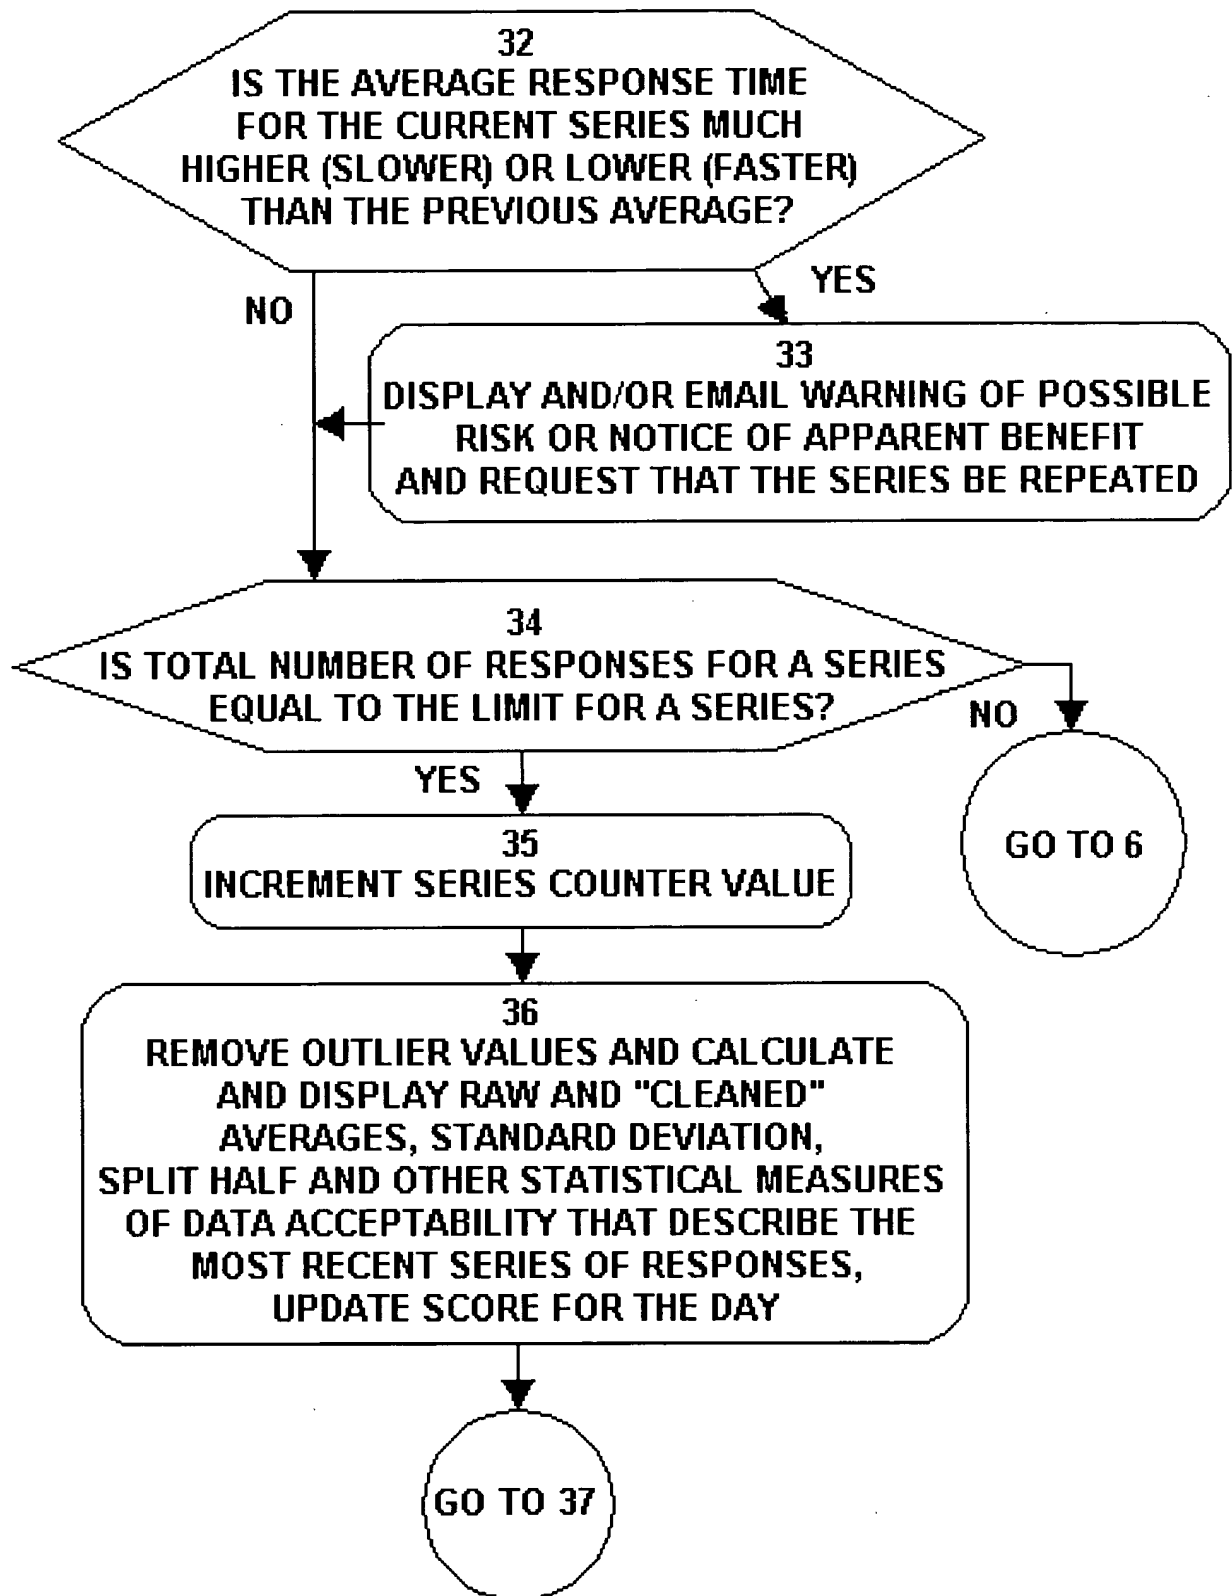 32
IS THE AVERAGE RESPONSE TIME
FOR THE CURRENT SERIES MUCH
HIGHER (SLOWER) OR LOWER (FASTER)
THAN THE PREVIOUS AVERAGE?
NO
YES
33
DISPLAY AND/OR EMAIL WARNING OF POSSIBLE
RISK OR NOTICE OF APPARENT BENEFIT
AND REQUEST THAT THE SERIES BE REPEATED
34
IS TOTAL NUMBER OF RESPONSES FOR A SERIES
EQUAL TO THE LIMIT FOR A SERIES?
NO
YES
GO TO 6
35
INCREMENT SERIES COUNTER VALUE
36
REMOVE OUTLIER VALUES AND CALCULATE
AND DISPLAY RAW AND "CLEANED"
AVERAGES, STANDARD DEVIATION,
SPLIT HALF AND OTHER STATISTICAL MEASURES
OF DATA ACCEPTABILITY THAT DESCRIBE THE
MOST RECENT SERIES OF RESPONSES,
UPDATE SCORE FOR THE DAY
GO TO 37